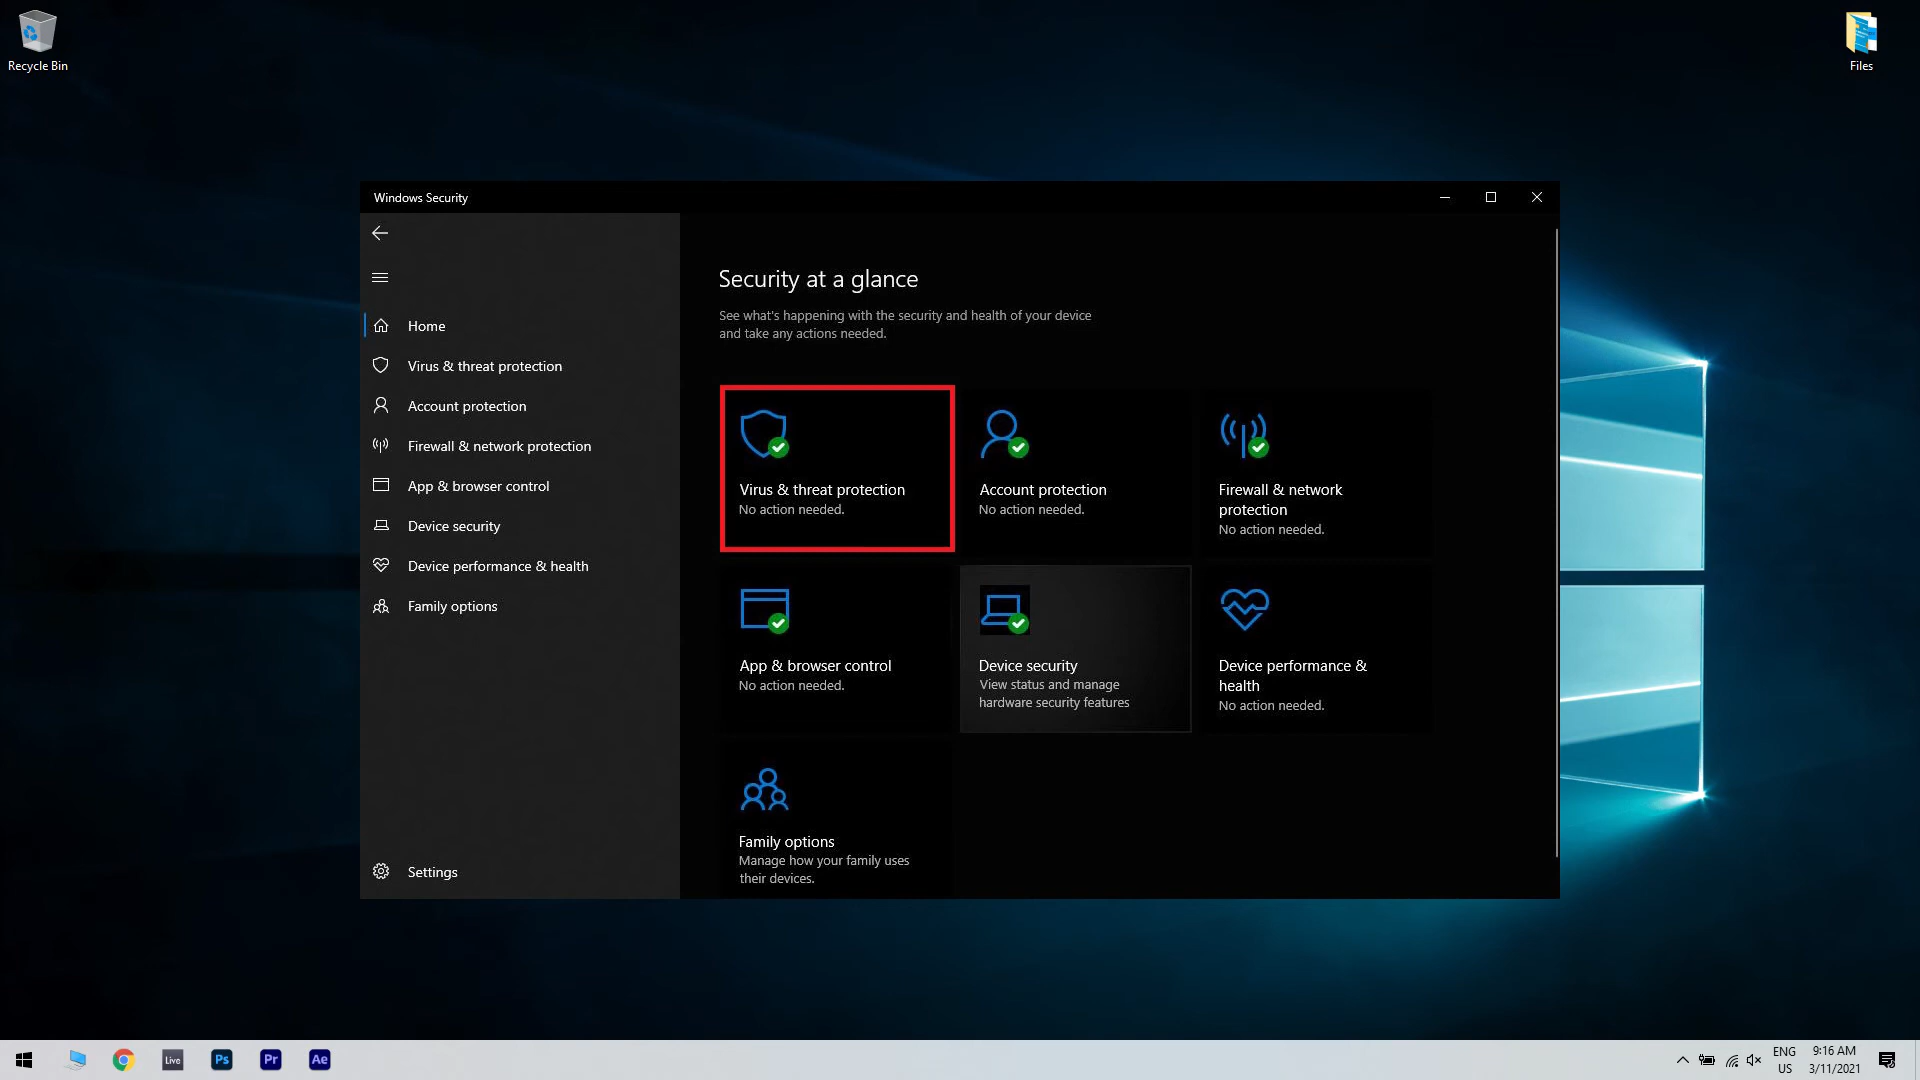 Recycle Bin
Files
Windows Security
Home
Virus & threat protection
Account protection
Firewall & network protection
App & browser control
Device security
Device performance & health
Family options
Settings
Security at a glance
See what's happening with the security and health of your device
and take any actions needed.
Virus & threat protection
No action needed.
Account protection
No action needed.
Firewall & network
protection
No action needed.
App & browser control
No action needed.
Device security
View status and manage
hardware security features
Device performance &
health
No action needed.
Family options
Manage how your family uses
their devices.
Live
Ps
Pr
Ae
ENG
US
9:16 AM
3/11/2021